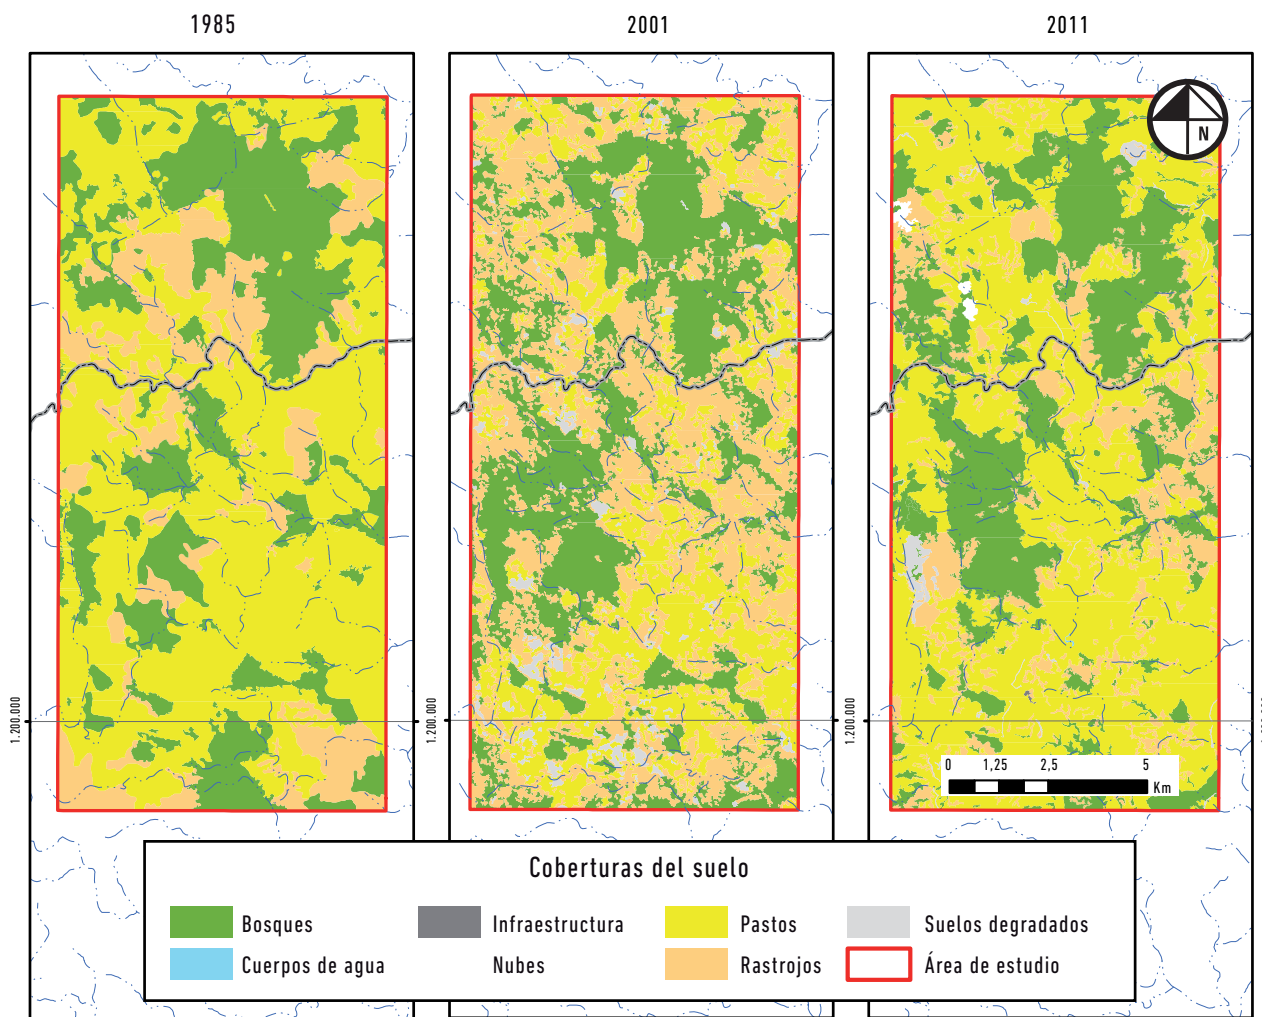 1985
2001
2011
N
1.200.000
1.200.000
1.200.000
0 1,25 2,5 5
Km
Coberturas del suelo
Bosques
Infraestructura
Pastos
Suelos degradados
Cuerpos de agua
Nubes
Rastrojos
Área de estudio